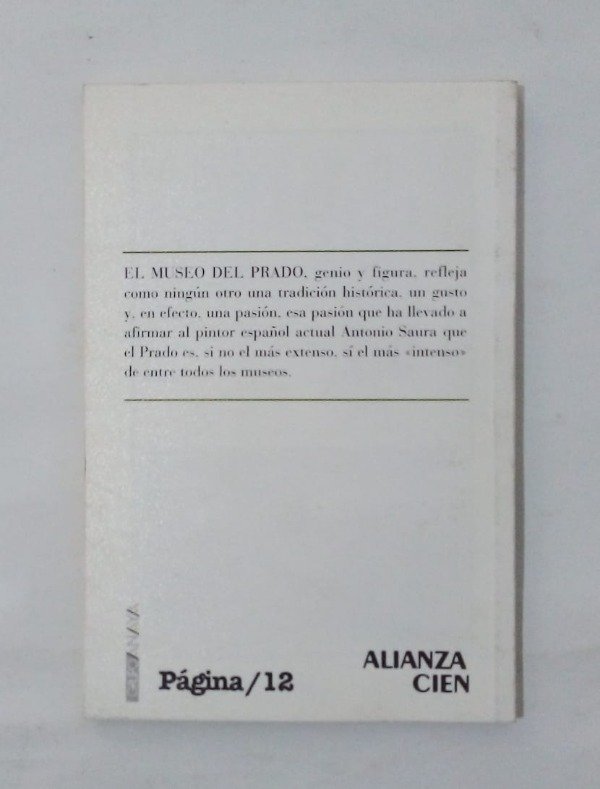 EL MUSEO DEL PRADO, genio y figura, refleja
como ningún otro una tradición histórica, un gusto
y, en efecto, una pasión, esa pasión que ha llevado a
afirmar al pintor español actual Antonio Saura que
el Prado es, si no el más extenso, sí el más «intenso»
de entre todos los museos.
Página/12
ALIANZA
CIEN